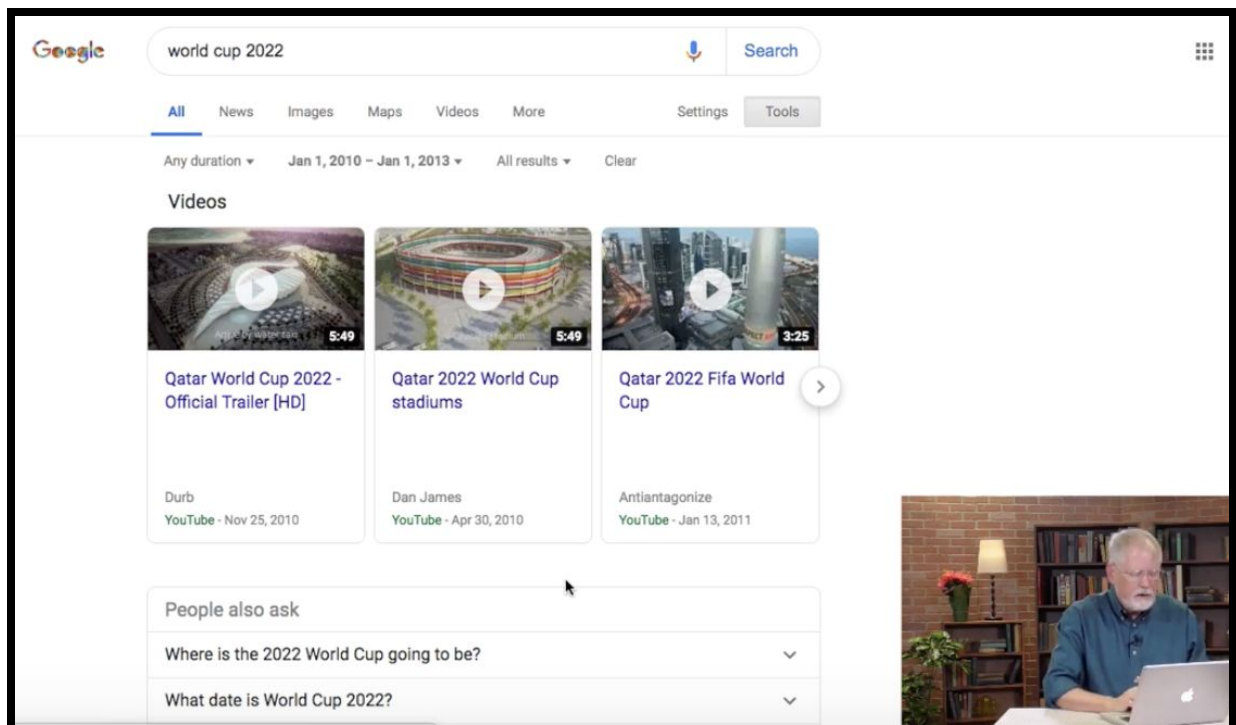 Google
world cup 2022
Search
All News Images Maps Videos More Settings Tools
Any duration Jan 1, 2010 – Jan 1, 2013 All results Clear
Videos
5:49 5:49 3:25
Qatar World Cup 2022 - Official Trailer [HD]
Durb
YouTube - Nov 25, 2010
Qatar 2022 World Cup stadiums
Dan James
YouTube - Apr 30, 2010
Qatar 2022 Fifa World Cup
Antiantagonize
YouTube - Jan 13, 2011
People also ask
Where is the 2022 World Cup going to be?
What date is World Cup 2022?